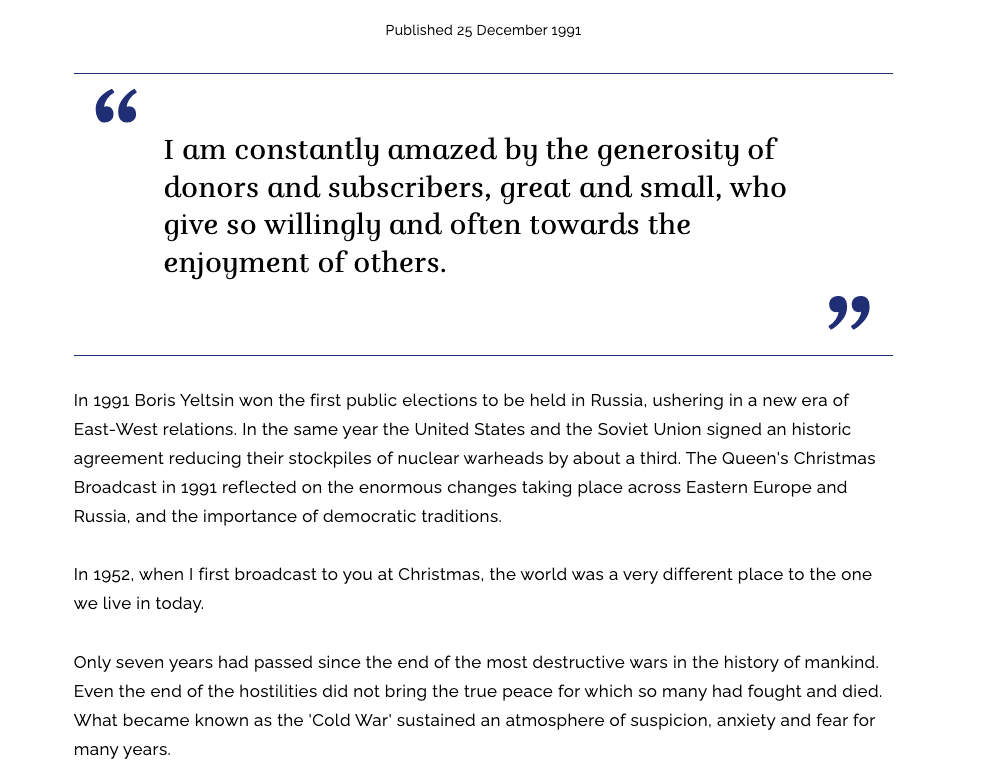 Published 25 December 1991
“
I am constantly amazed by the generosity of
donors and subscribers, great and small, who
give so willingly and often towards the
enjoyment of others.
”
In 1991 Boris Yeltsin won the first public elections to be held in Russia, ushering in a new era of
East-West relations. In the same year the United States and the Soviet Union signed an historic
agreement reducing their stockpiles of nuclear warheads by about a third. The Queen's Christmas
Broadcast in 1991 reflected on the enormous changes taking place across Eastern Europe and
Russia, and the importance of democratic traditions.
In 1952, when I first broadcast to you at Christmas, the world was a very different place to the one
we live in today.
Only seven years had passed since the end of the most destructive wars in the history of mankind.
Even the end of the hostilities did not bring the true peace for which so many had fought and died.
What became known as the 'Cold War' sustained an atmosphere of suspicion, anxiety and fear for
many years.